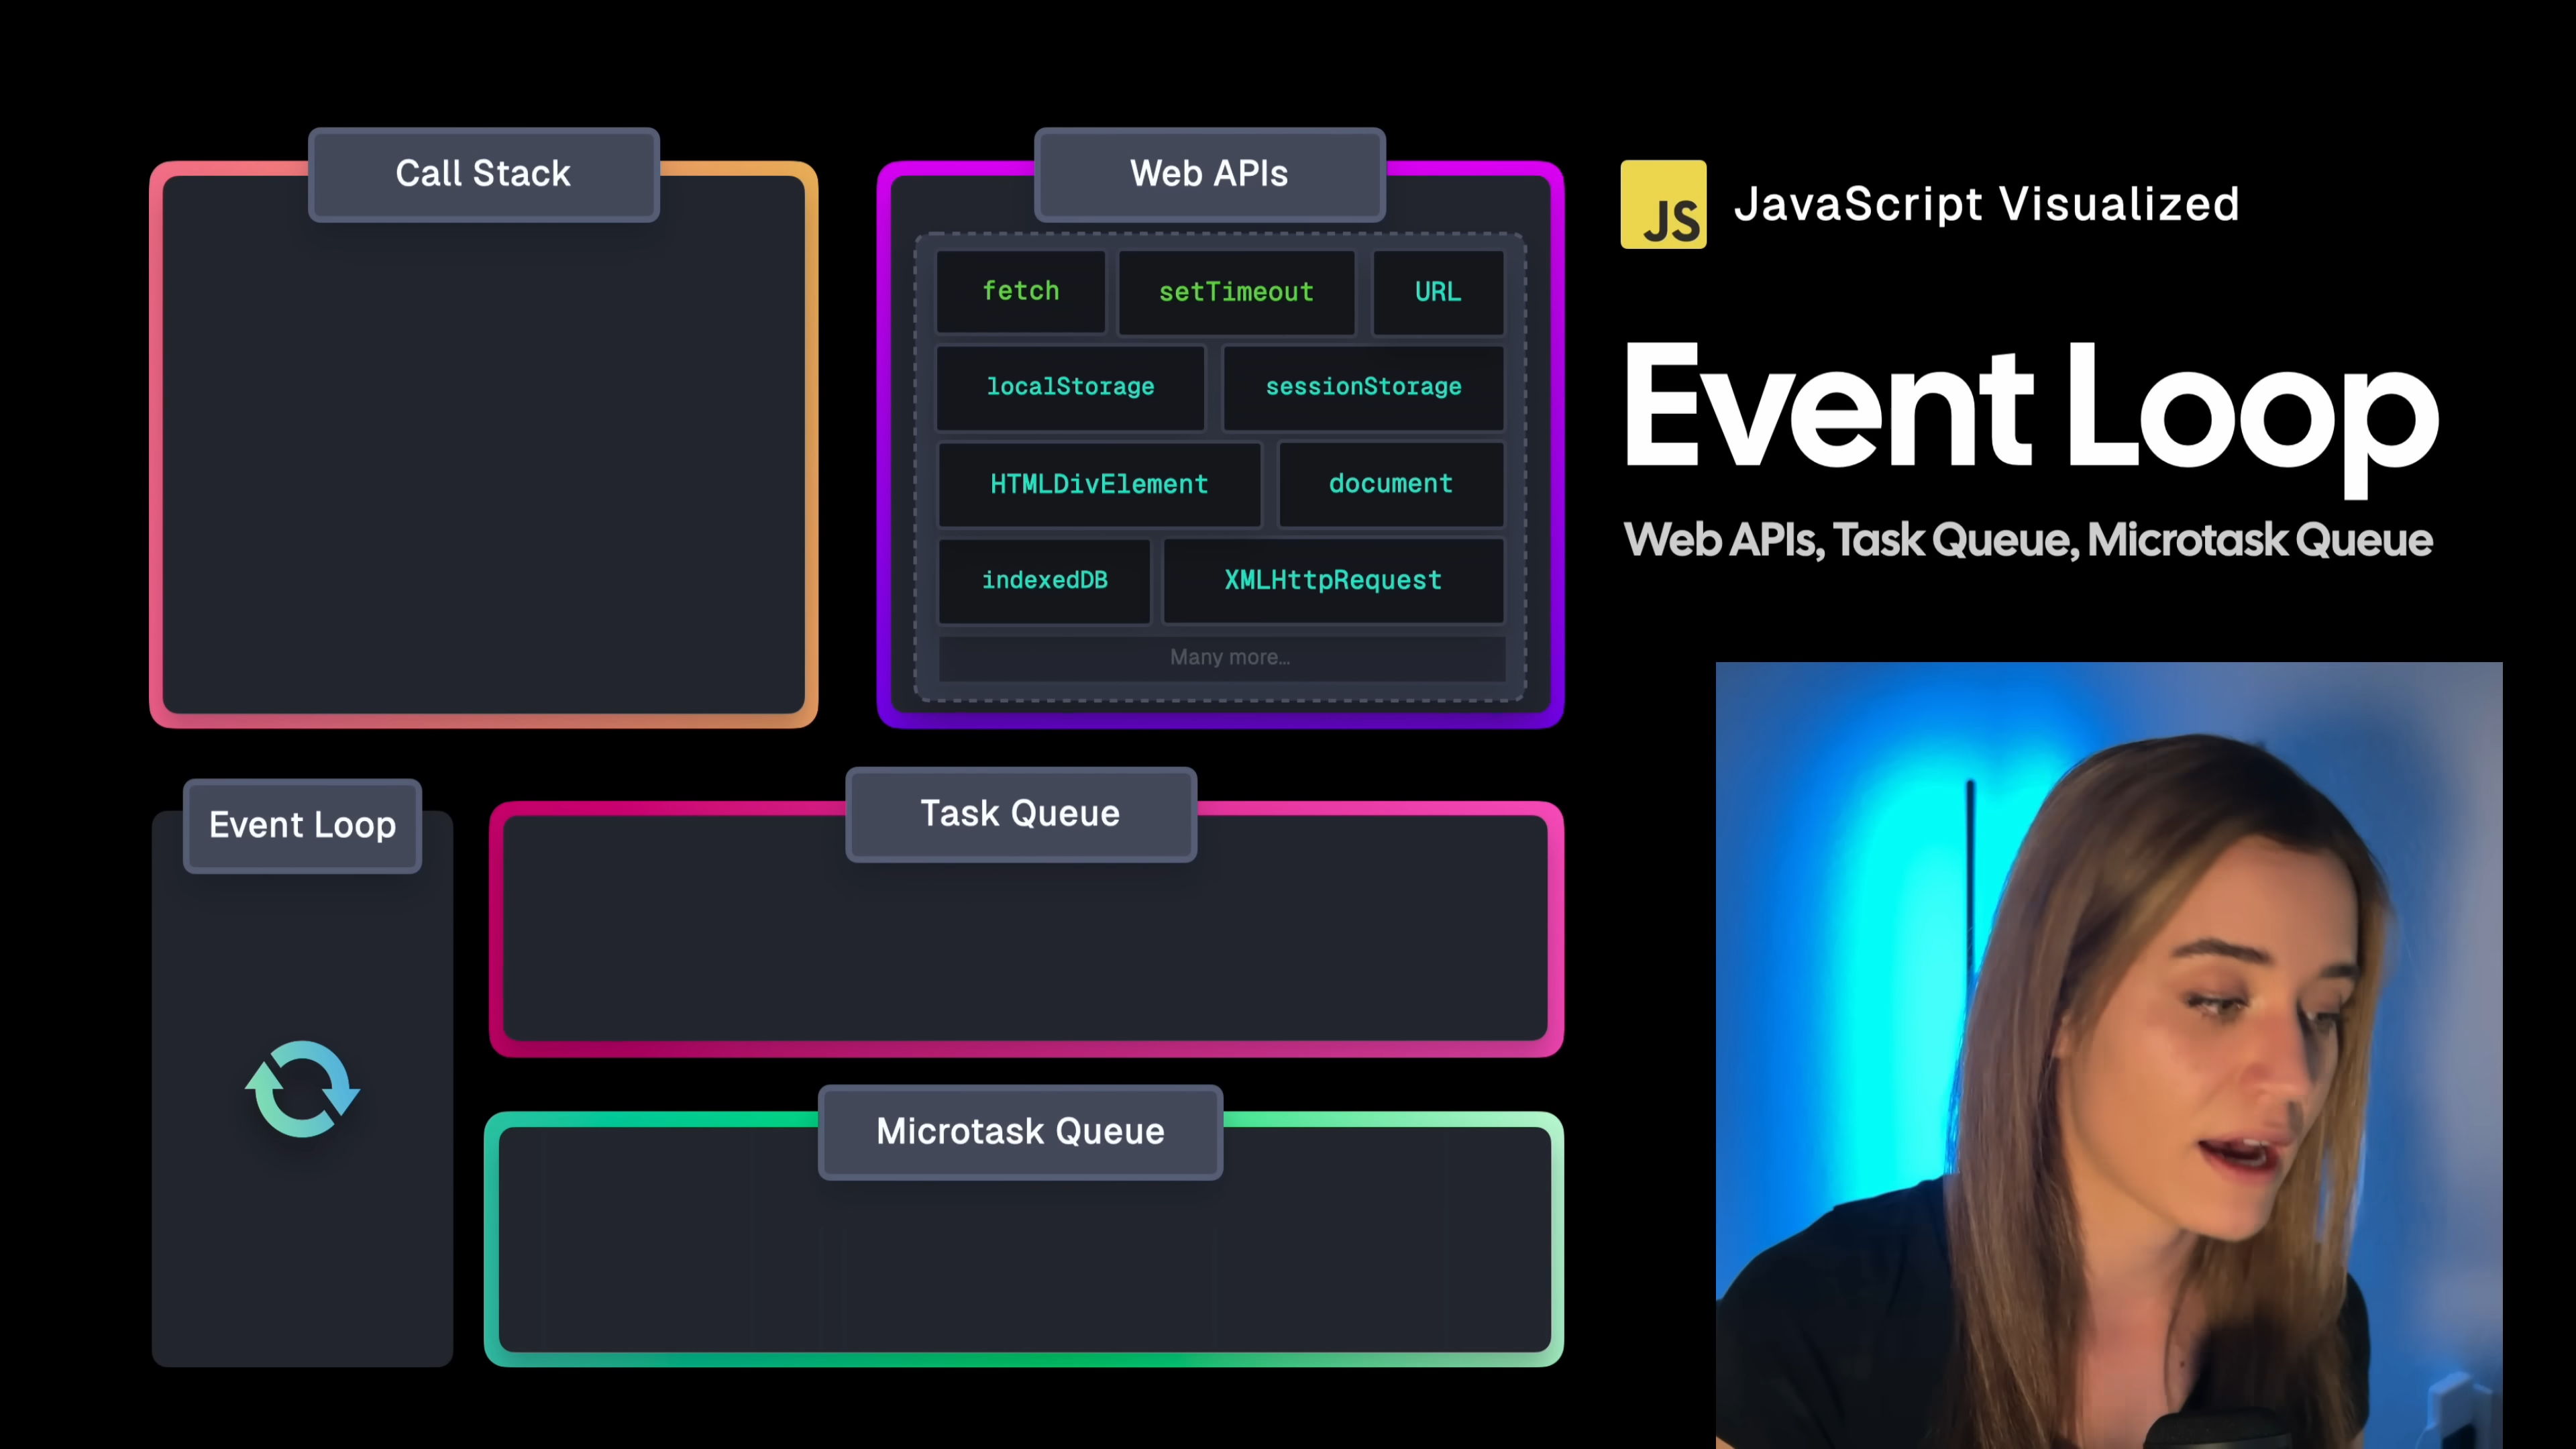 Call Stack
Web APIs
fetch
setTimeout
URL
localStorage
sessionStorage
HTMLDivElement
document
indexedDB
XMLHttpRequest
Many more...
JS
JavaScript Visualized
Event Loop
Web APIs, Task Queue, Microtask Queue
Event Loop
Task Queue
Microtask Queue